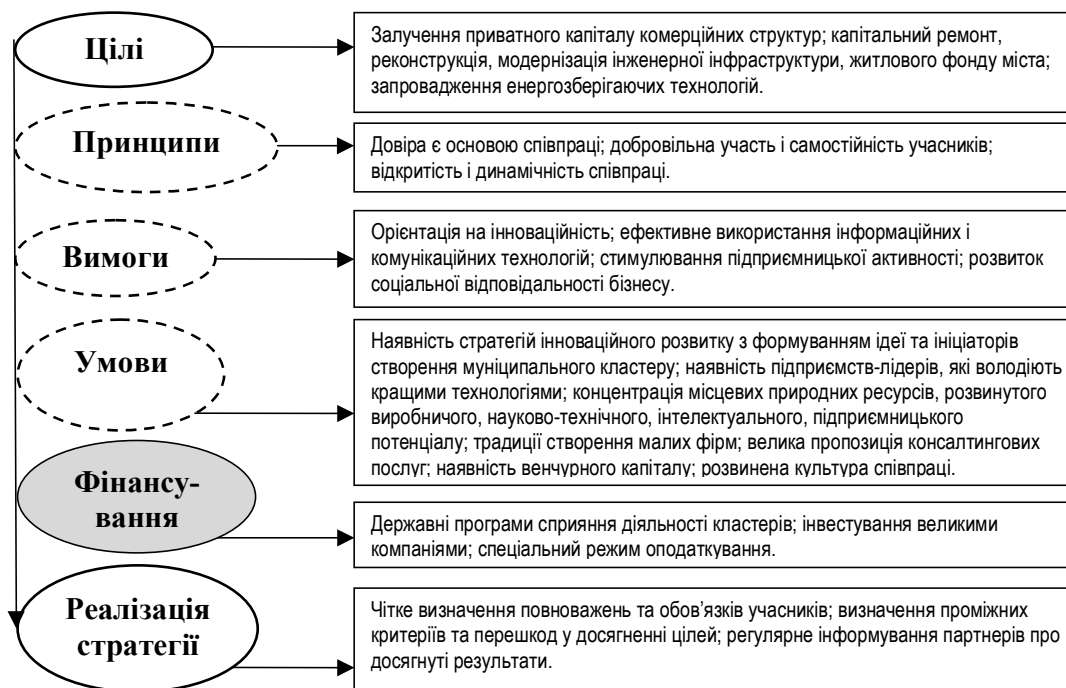 Цілі
Залучення приватного капіталу комерційних структур; капітальний ремонт,
реконструкція, модернізація інженерної інфраструктури, житлового фонду міста;
запровадження енергозберігаючих технологій.
Принципи
Довіра є основою співпраці; добровільна участь і самостійність учасників;
відкритість і динамічність співпраці.
Вимоги
Орієнтація на інноваційність; ефективне використання інформаційних і
комунікаційних технологій; стимулювання підприємницької активності; розвиток
соціальної відповідальності бізнесу.
Умови
Наявність стратегій інноваційного розвитку з формуванням ідеї та ініціаторів
створення муніципального кластеру; наявність підприємств-лідерів, які володіють
кращими технологіями; концентрація місцевих природних ресурсів, розвинутого
виробничого, науково-технічного, інтелектуального, підприємницького
потенціалу; традиції створення малих фірм; велика пропозиція консалтингових
послуг; наявність венчурного капіталу; розвинена культура співпраці.
Фінансу-
вання
Державні програми сприяння діяльності кластерів; інвестування великими
компаніями; спеціальний режим оподаткування.
Реалізація
стратегії
Чітке визначення повноважень та обов’язків учасників; визначення проміжних
критеріїв та перешкод у досягненні цілей; регулярне інформування партнерів про
досягнуті результати.